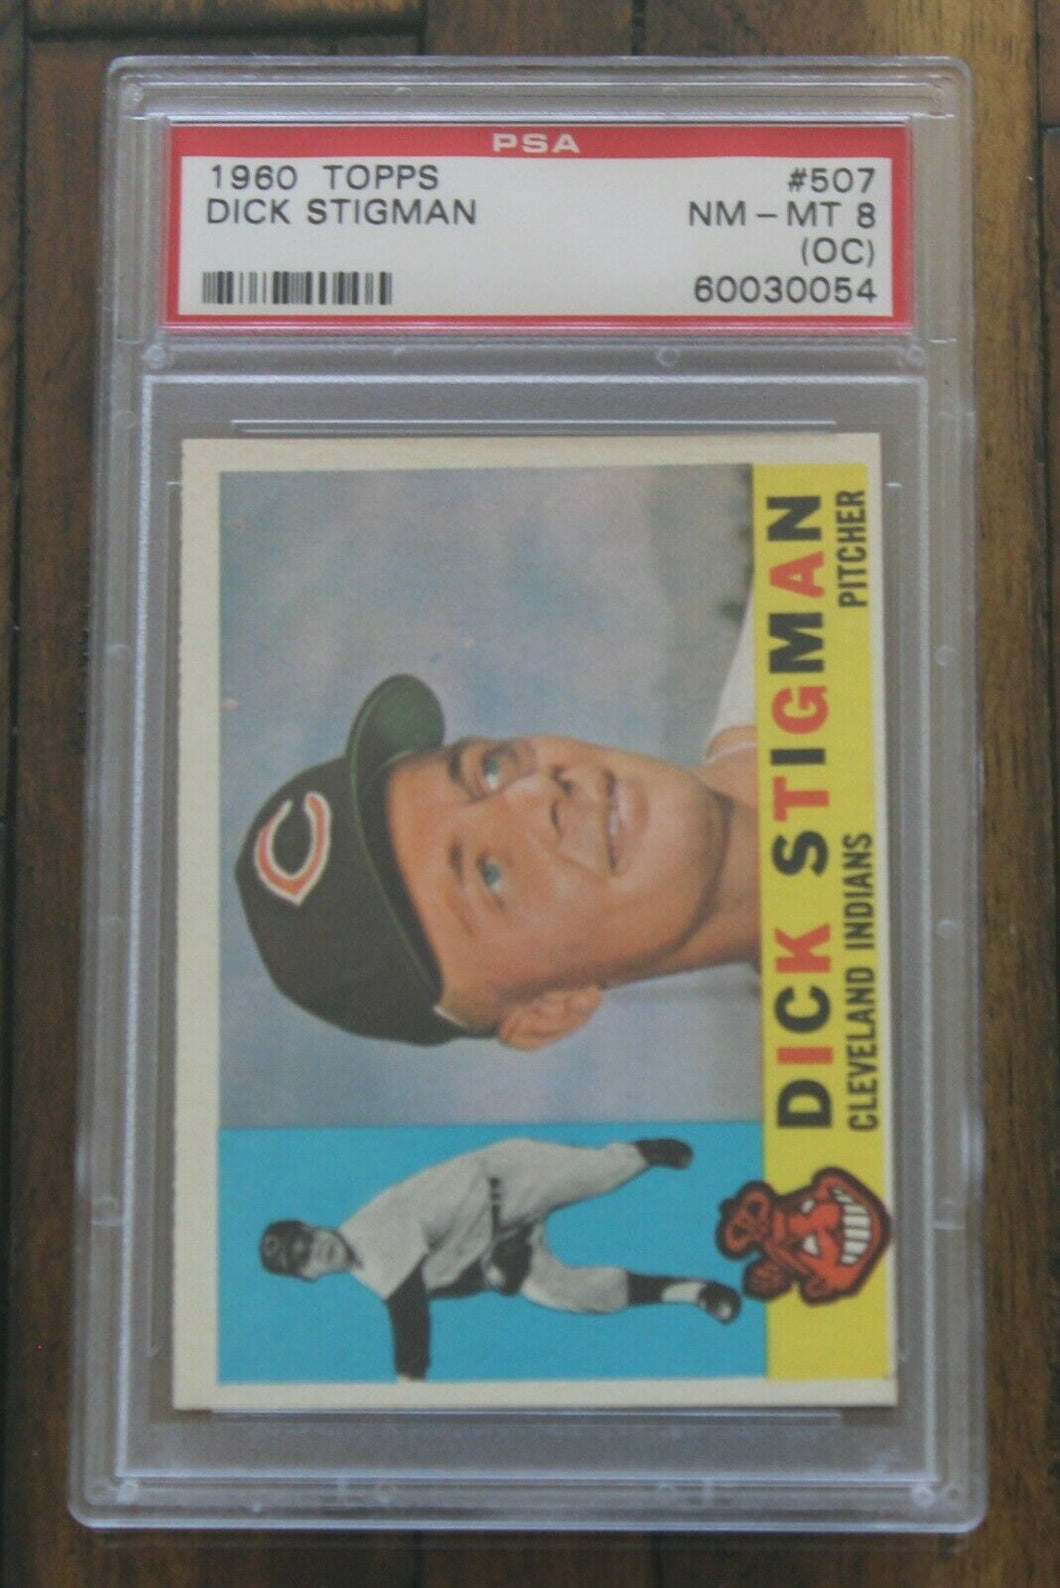 PSA
1960 TOPPS #507
DICK STIGMAN NM - MT 8
(OC)
60030054
C
DICK STIGMAN
CLEVELAND INDIANS PITCHER